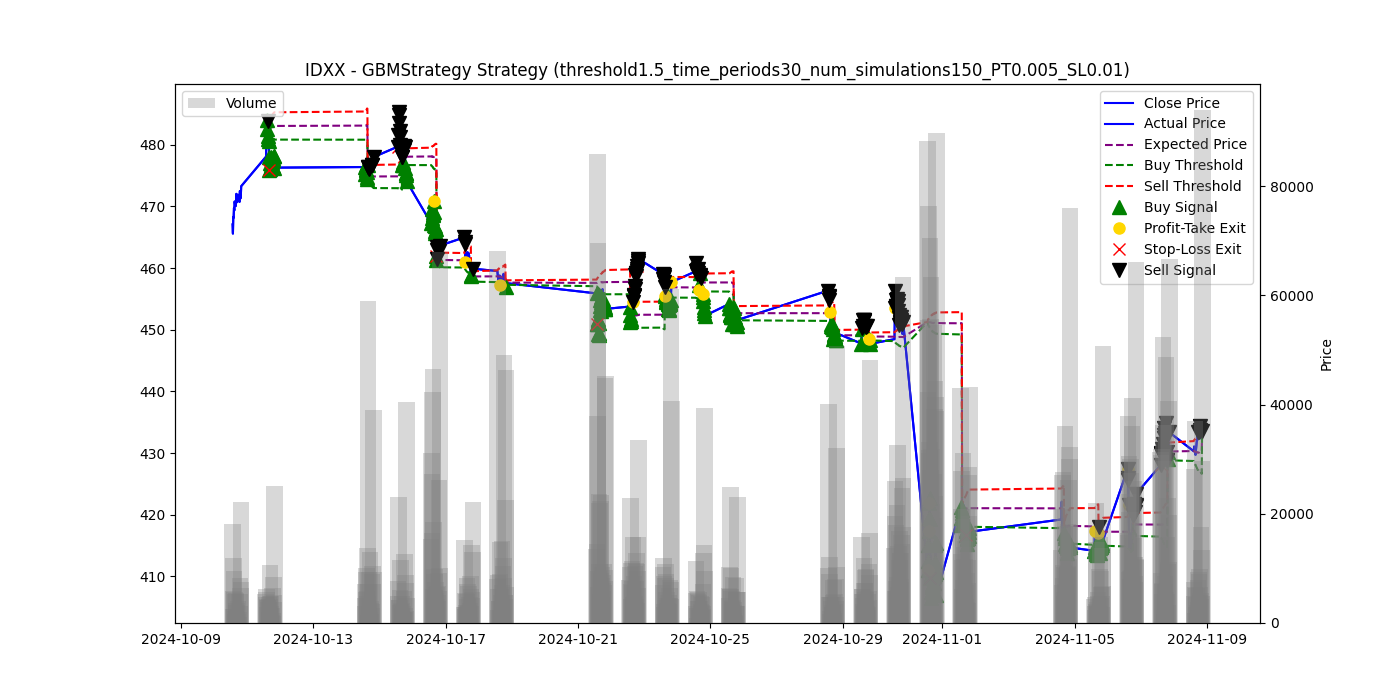 IDXX - GBMStrategy Strategy (threshold1.5_time_periods30_num_simulations150_PT0.005_SL0.01)
Volume
Close Price
Actual Price
Expected Price
Buy Threshold
Sell Threshold
Buy Signal
Profit-Take Exit
Stop-Loss Exit
Sell Signal
480
470
460
450
440
430
420
410
80000
60000
40000
20000
0
Price
2024-10-09
2024-10-13
2024-10-17
2024-10-21
2024-10-25
2024-10-29
2024-11-01
2024-11-05
2024-11-09